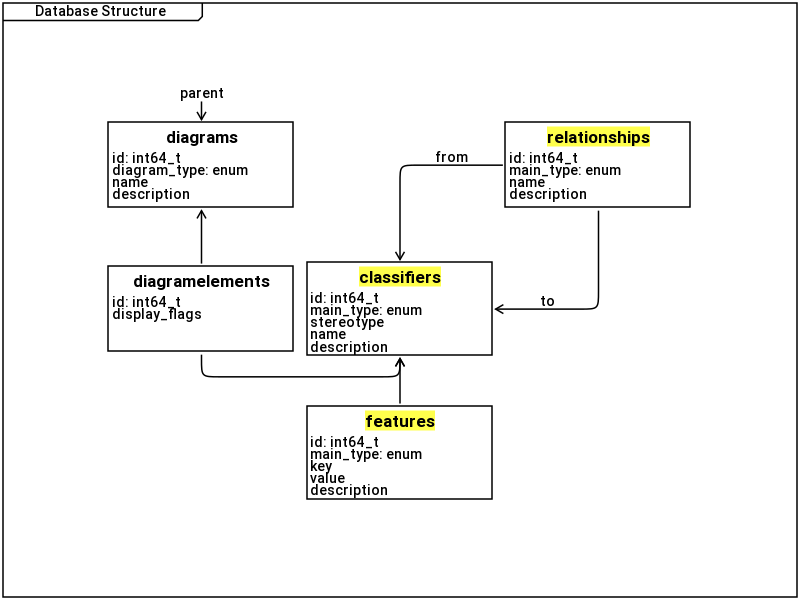 Database Structure
parent
diagrams
id: int64_t
diagram_type: enum
name
description
relationships
id: int64_t
main_type: enum
name
description
from
diagramelements
id: int64_t
display_flags
classifiers
id: int64_t
main_type: enum
stereotype
name
description
to
features
id: int64_t
main_type: enum
key
value
description